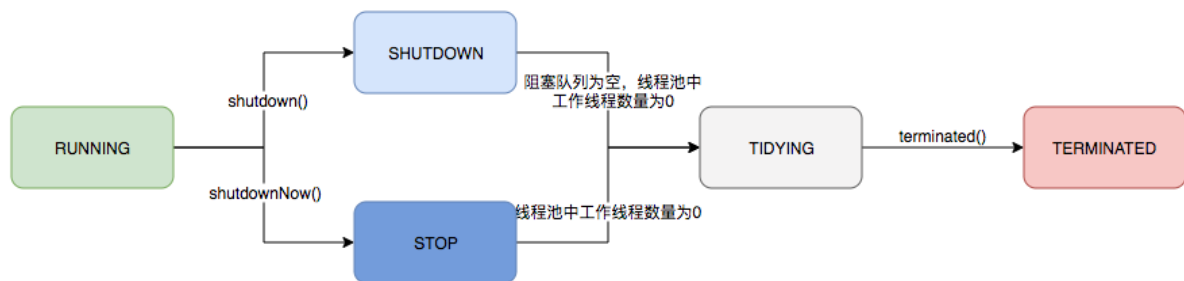 SHUTDOWN
shutdown()
阻塞队列为空，线程池中
工作线程数量为0
RUNNING
TIDYING
terminated()
TERMINATED
shutdownNow()
线程池中工作线程数量为0
STOP